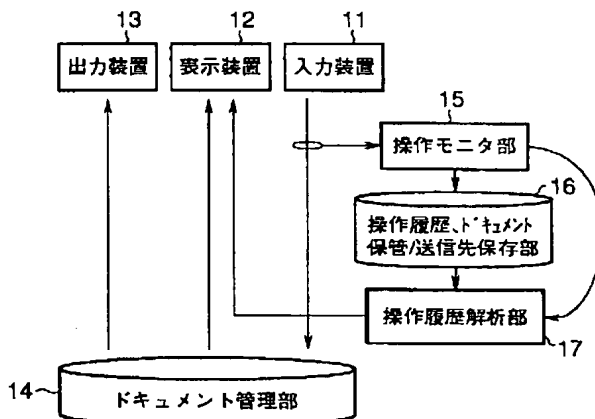 13
12
11
出力装置
表示装置
入力装置
15
操作モニタ部
16
操作履歴、ドキュメント
保管/送信先保存部
操作履歴解析部
17
14
ドキュメント管理部